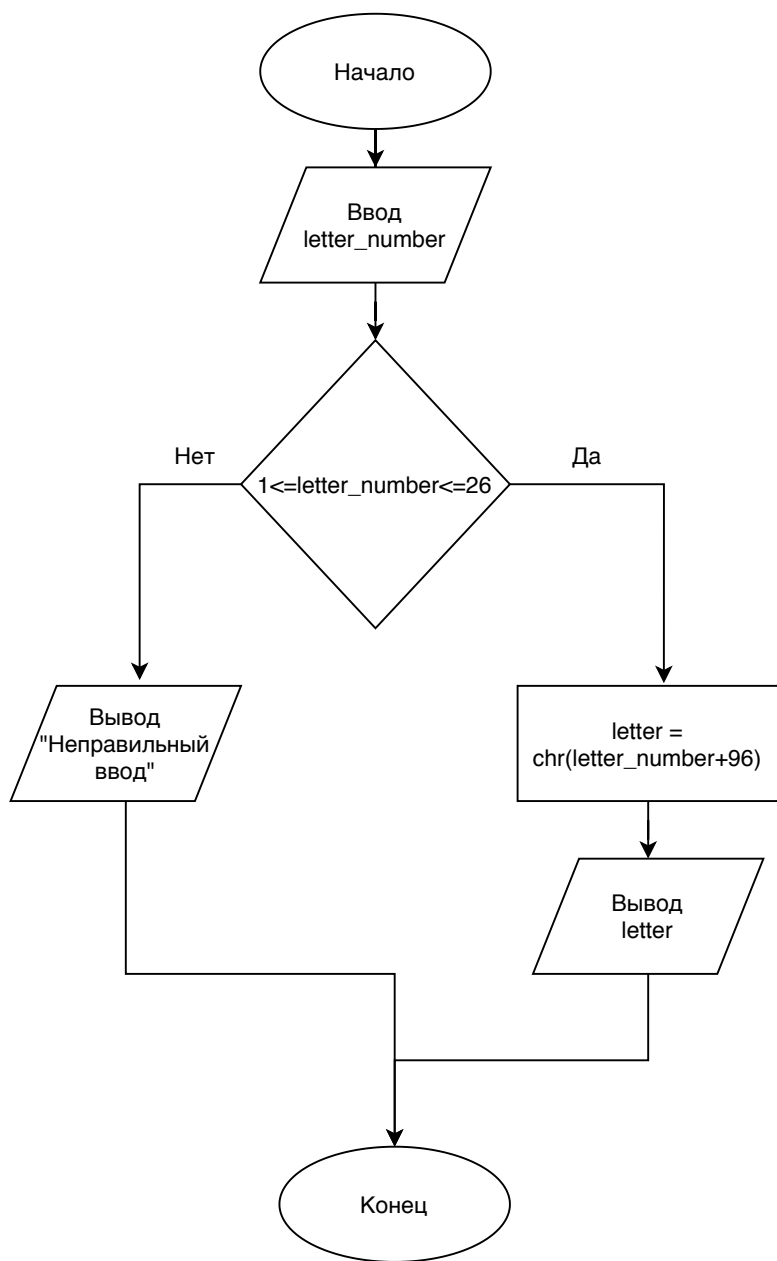 Начало
Ввод
letter_number
1<=letter_number<=26
Нет
Да
Вывод
"Неправильный
ввод"
letter =
chr(letter_number+96)
Вывод
letter
Конец